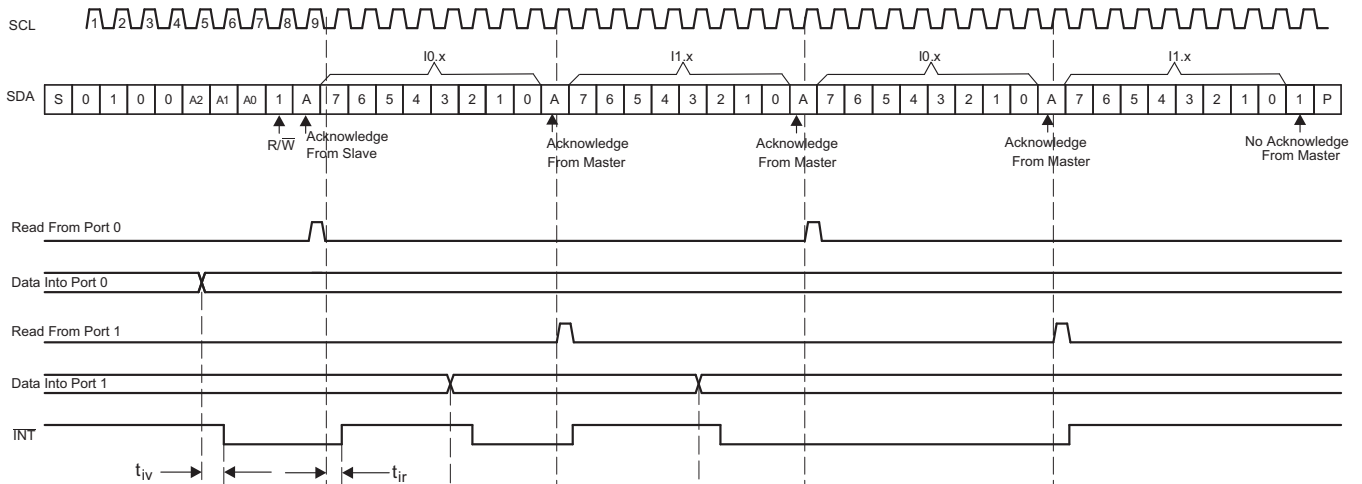 SCL 1 2 3 4 5 6 7 8 9
I0.x I1.x I0.x I1.x
SDA S 0 1 0 0 A2 A1 A0 1 A 7 6 5 4 3 2 1 0 A 7 6 5 4 3 2 1 0 A 7 6 5 4 3 2 1 0 A 7 6 5 4 3 2 1 0 1 P
R/W
Acknowledge
From Slave
Acknowledge
From Master
Acknowledge
From Master
Acknowledge
From Master
No Acknowledge
From Master
Read From Port 0
Data Into Port 0
Read From Port 1
Data Into Port 1
INT
tiv
tir